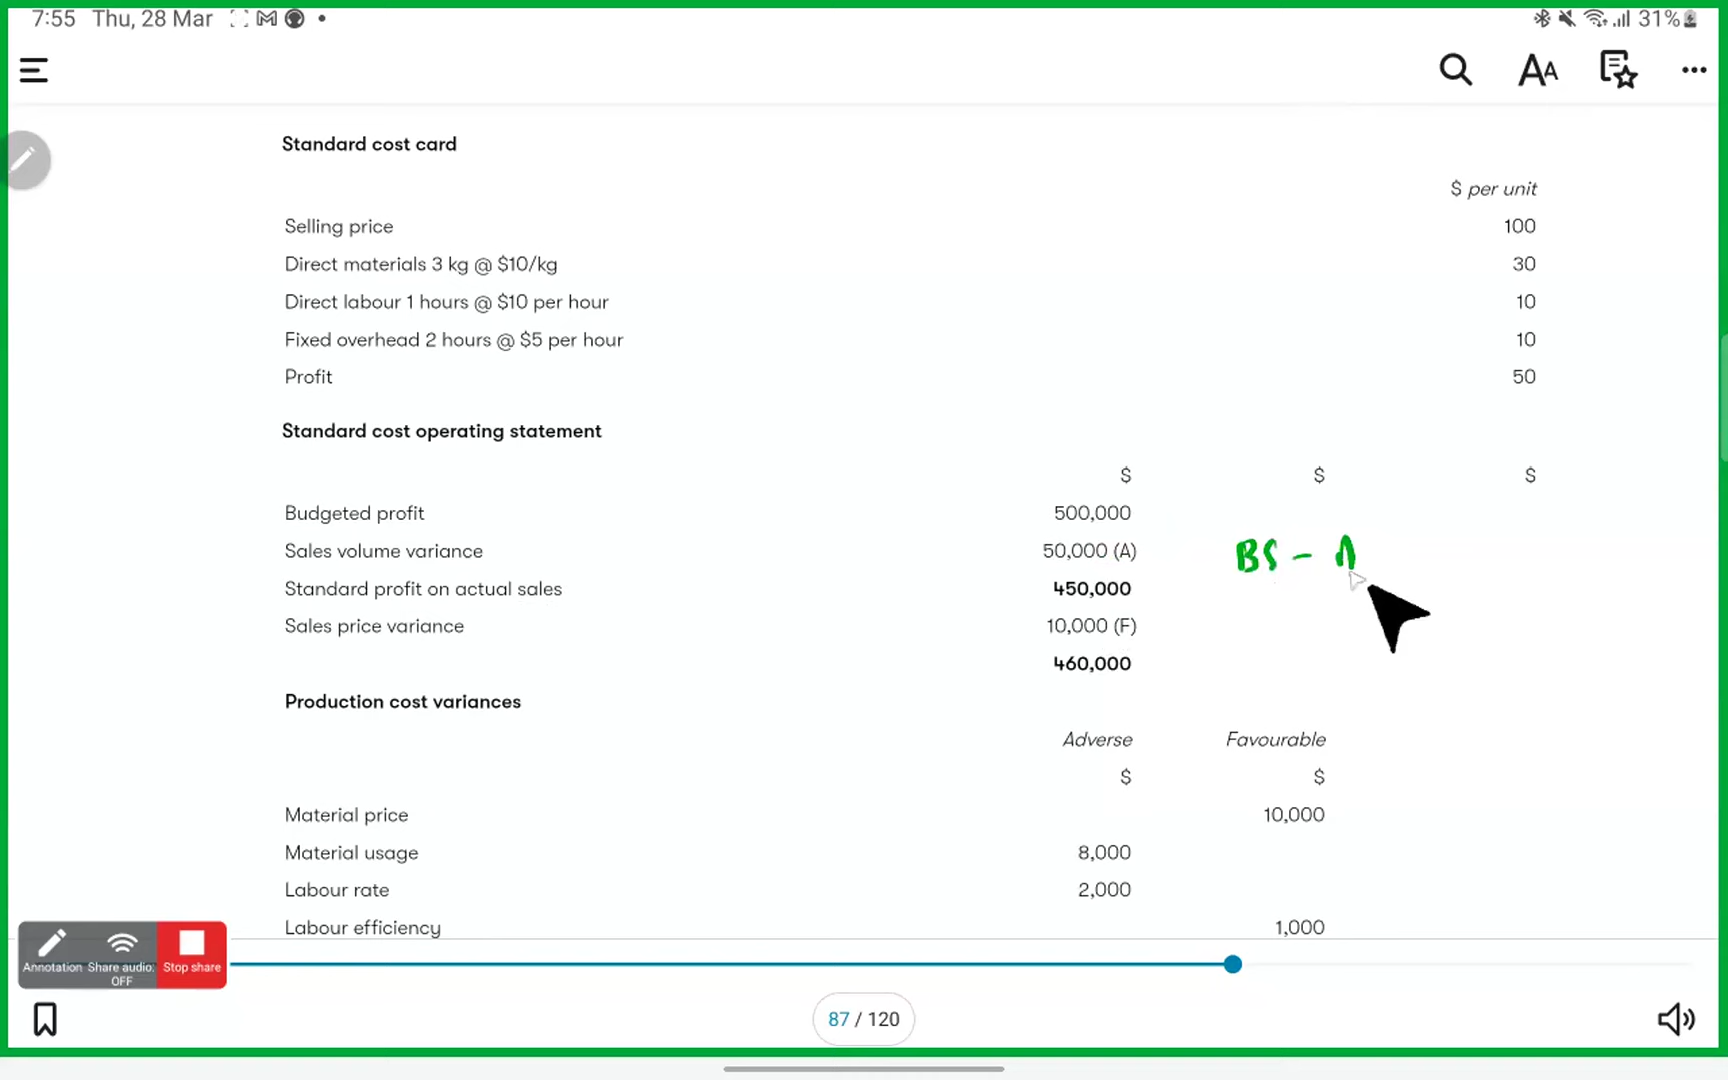 7:55 Thu, 28 Mar
31%
AA
Standard cost card
$ per unit
Selling price 100
Direct materials 3 kg @ $10/kg 30
Direct labour 1 hours @ $10 per hour 10
Fixed overhead 2 hours @ $5 per hour 10
Profit 50
Standard cost operating statement
$ $ $
Budgeted profit 500,000
Sales volume variance 50,000 (A) BS - A
Standard profit on actual sales 450,000
Sales price variance 10,000 (F)
460,000
Production cost variances
Adverse Favourable
$ $
Material price 10,000
Material usage 8,000
Labour rate 2,000
Labour efficiency 1,000
Annotation Share audio: OFF Stop share
87 / 120